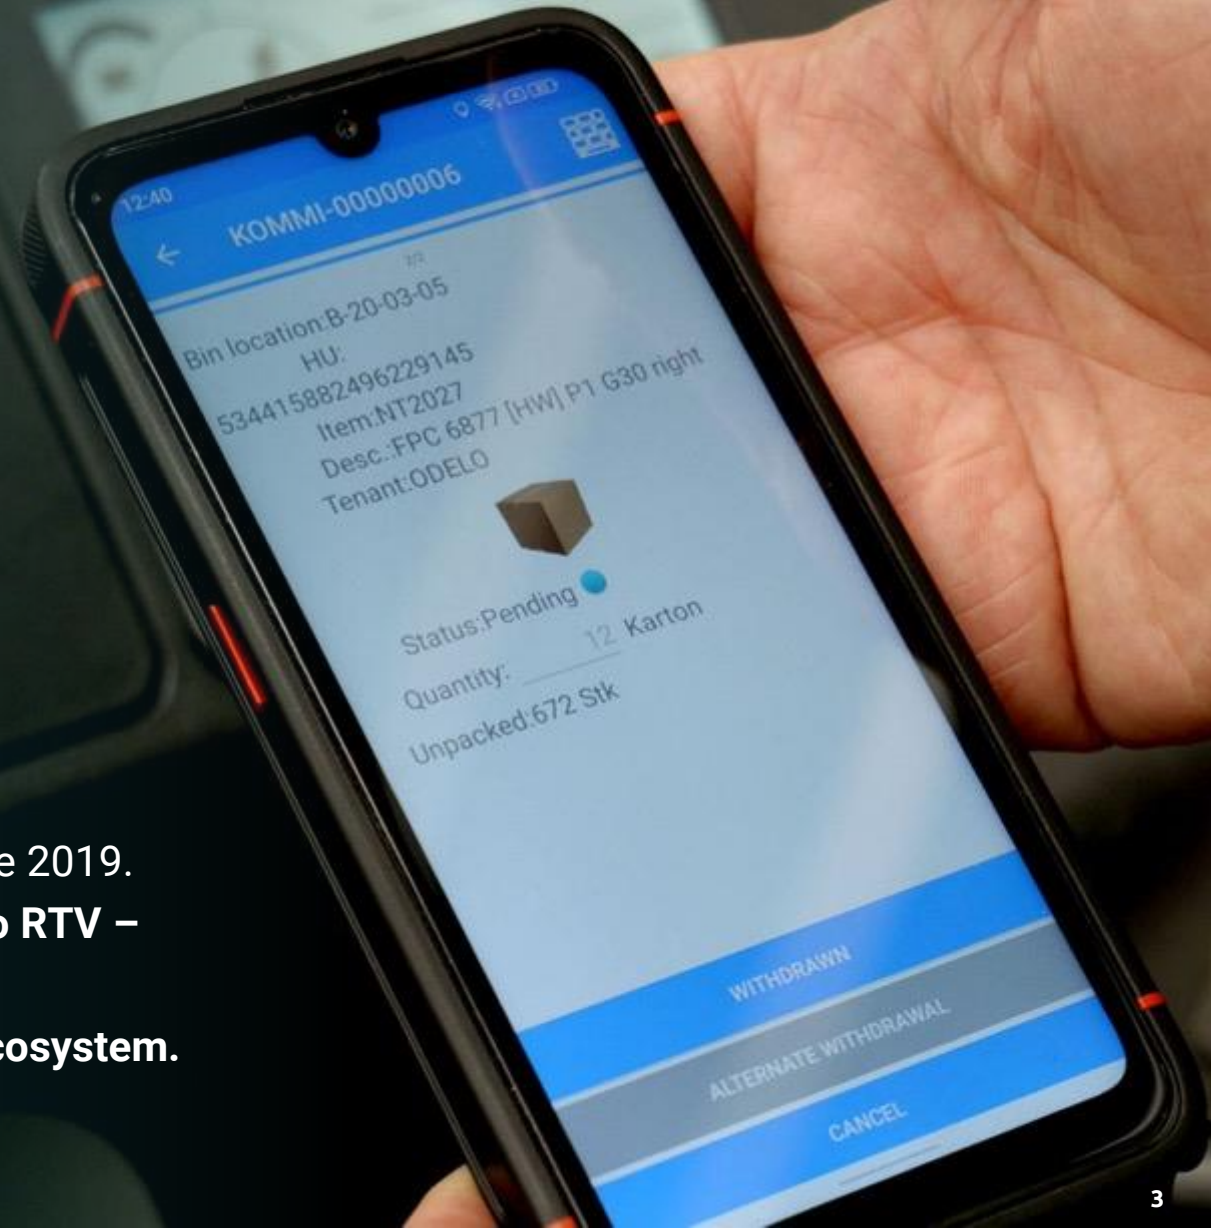 12:40
KOMMI-00000006
2/2
Bin location:B-20-03-05
HU:
534415882496229145
Item:NT2027
Desc.:FPC 6877 [HW] P1 G30 right
Tenant:ODELO
Status:Pending
Quantity: 12 Karton
Unpacked:672 Stk
WITHDRAWN
ALTERNATE WITHDRAWAL
CANCEL
e 2019.
o RTV –
cosystem.
3